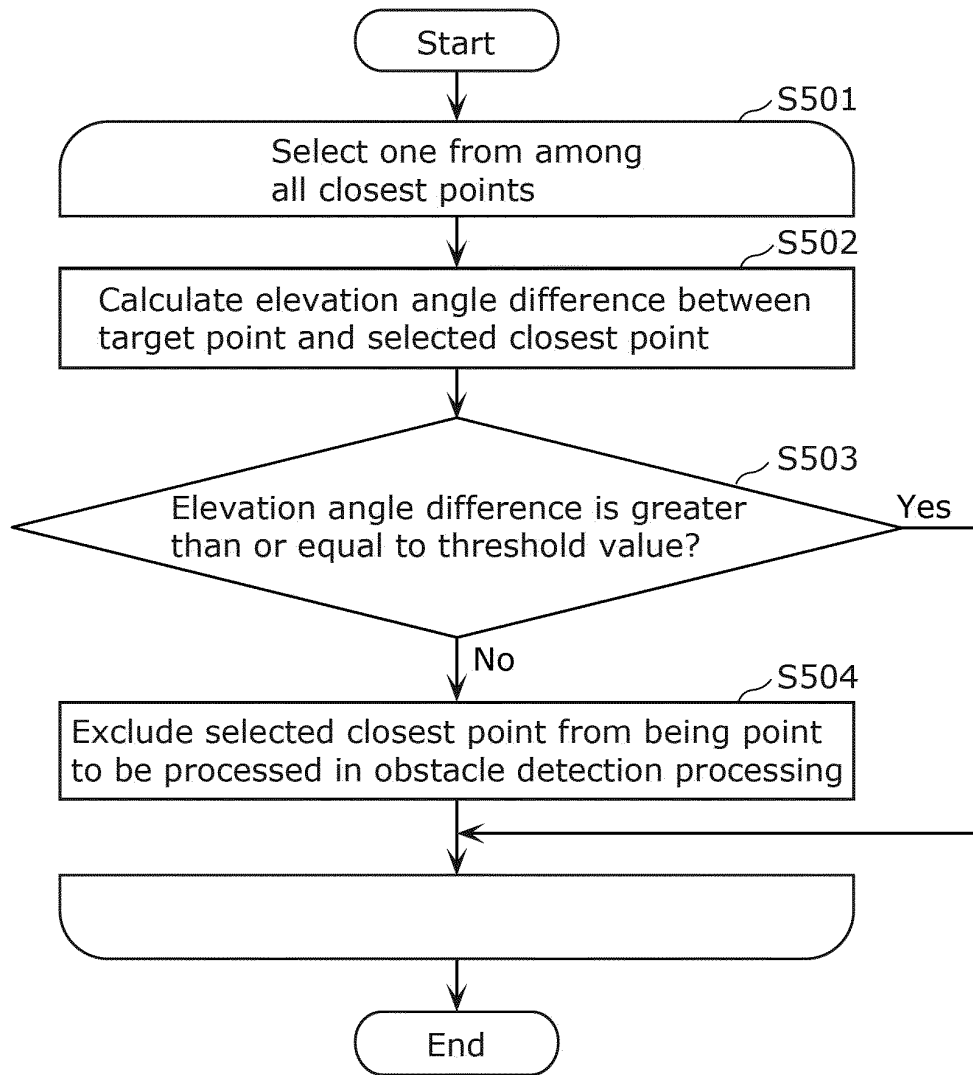 Start
S501
Select one from among
all closest points
S502
Calculate elevation angle difference between
target point and selected closest point
S503
Elevation angle difference is greater
than or equal to threshold value?
Yes
No
S504
Exclude selected closest point from being point
to be processed in obstacle detection processing
End